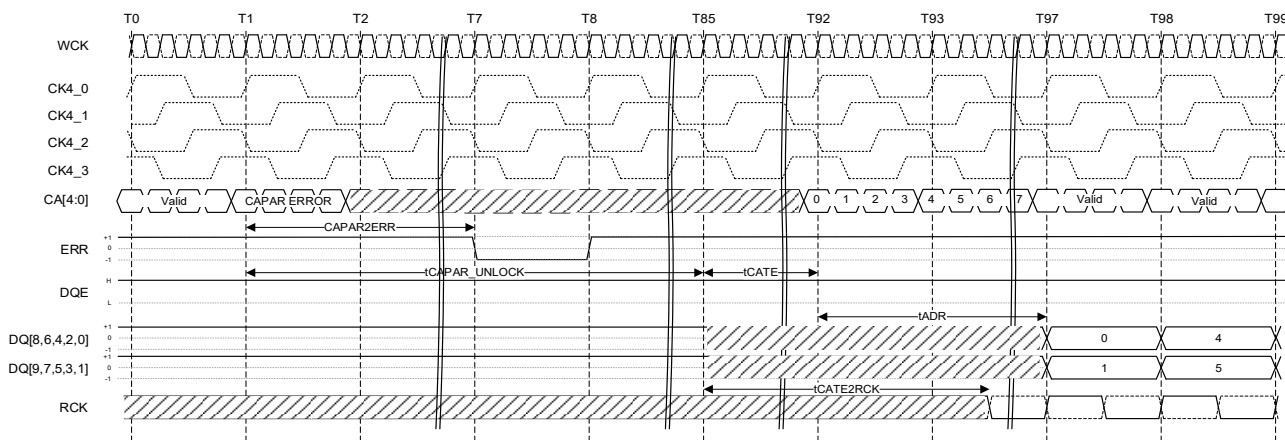 T0 T1 T2 T7 T8 T85 T92 T93 T97 T98 T99
WCK
CK4_0
CK4_1
CK4_2
CK4_3
CA[4:0] Valid CAPAR ERROR 0 1 2 3 4 5 6 7 Valid Valid
CAPAR2ERR
ERR +1 0 -1
tCAPAR_UNLOCK tCATE
DQE H L
tADR
DQ[8,6,4,2,0] +1 0 -1 0 4
DQ[9,7,5,3,1] +1 0 -1 1 5
tCATE2RCK
RCK